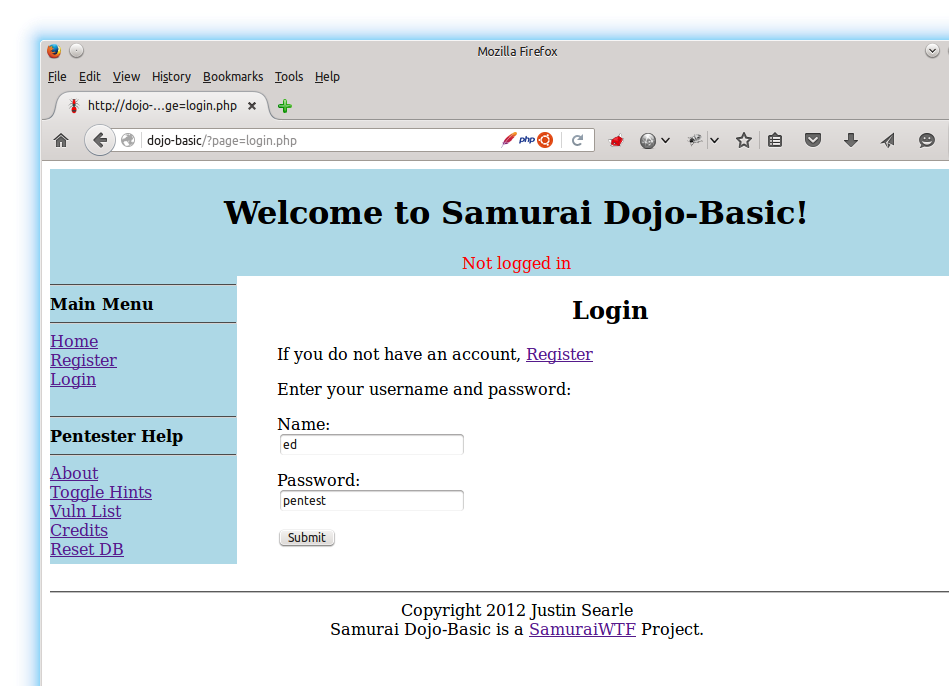 Mozilla Firefox
File Edit View History Bookmarks Tools Help
http://dojo-...ge=login.php
dojo-basic/?page=login.php
php
Welcome to Samurai Dojo-Basic!
Not logged in
Main Menu
Home
Register
Login
Pentester Help
About
Toggle Hints
Vuln List
Credits
Reset DB
Login
If you do not have an account, Register
Enter your username and password:
Name:
ed
Password:
pentest
Submit
Copyright 2012 Justin Searle
Samurai Dojo-Basic is a SamuraiWTF Project.